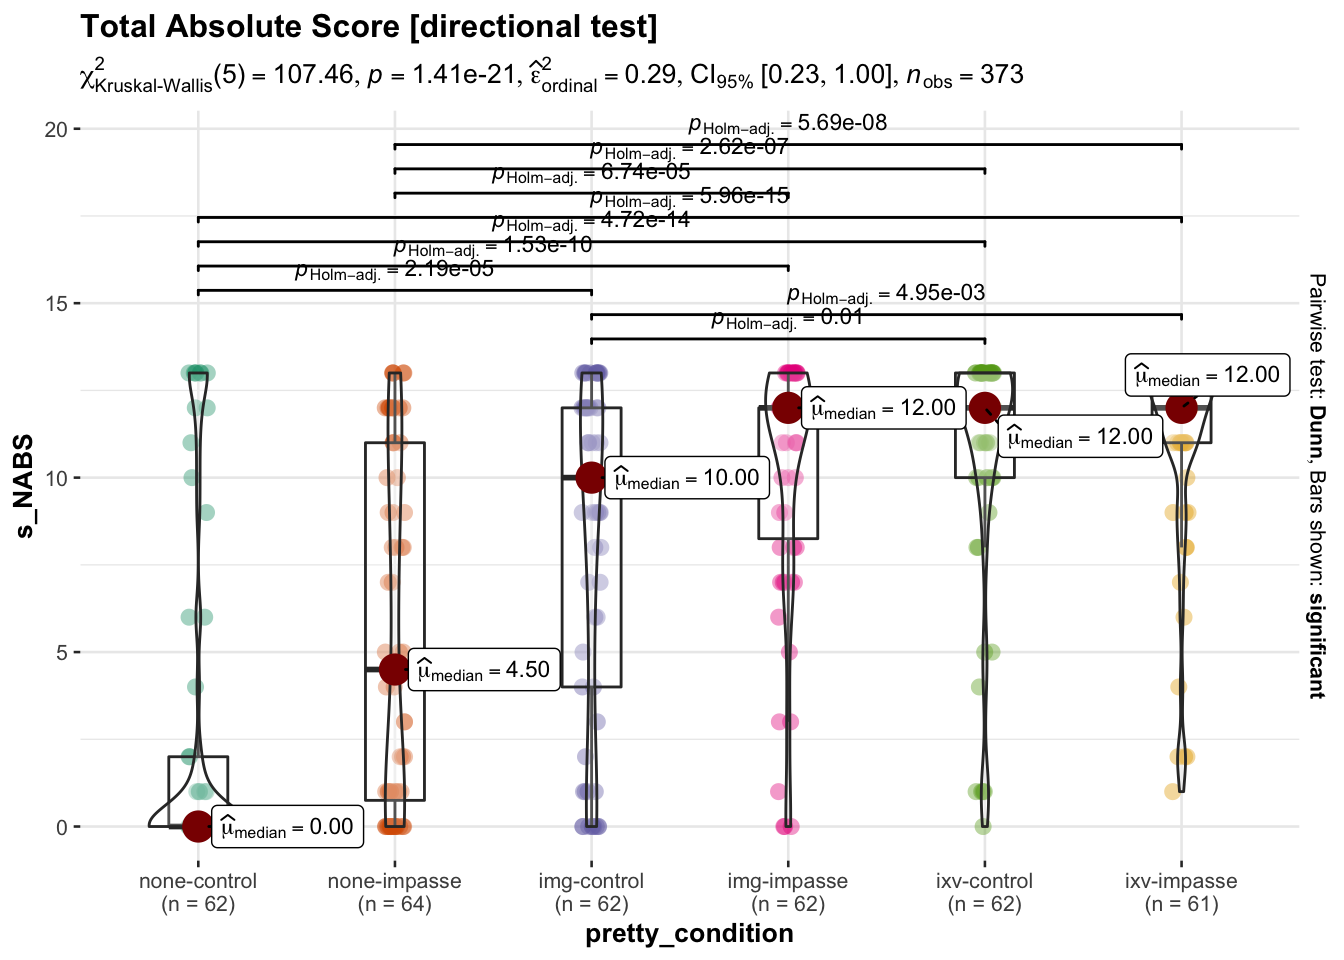 Total Absolute Score [directional test]
χ²Kruskal-Wallis(5) = 107.46, p = 1.41e-21, ε̂²ordinal = 0.29, CI95% [0.23, 1.00], nobs = 373
20
15
10
5
0
s_NABS
pHolm-adj. = 5.69e-08
pHolm-adj. = 2.62e-07
pHolm-adj. = 6.74e-05
pHolm-adj. = 5.96e-15
pHolm-adj. = 4.72e-14
pHolm-adj. = 1.53e-10
pHolm-adj. = 2.19e-05
pHolm-adj. = 4.95e-03
pHolm-adj. = 0.01
μ̂median = 0.00
μ̂median = 4.50
μ̂median = 10.00
μ̂median = 12.00
μ̂median = 12.00
μ̂median = 12.00
Pairwise test: Dunn, Bars shown: significant
none-control
(n = 62)
none-impasse
(n = 64)
img-control
(n = 62)
img-impasse
(n = 62)
ixv-control
(n = 62)
ixv-impasse
(n = 61)
pretty_condition